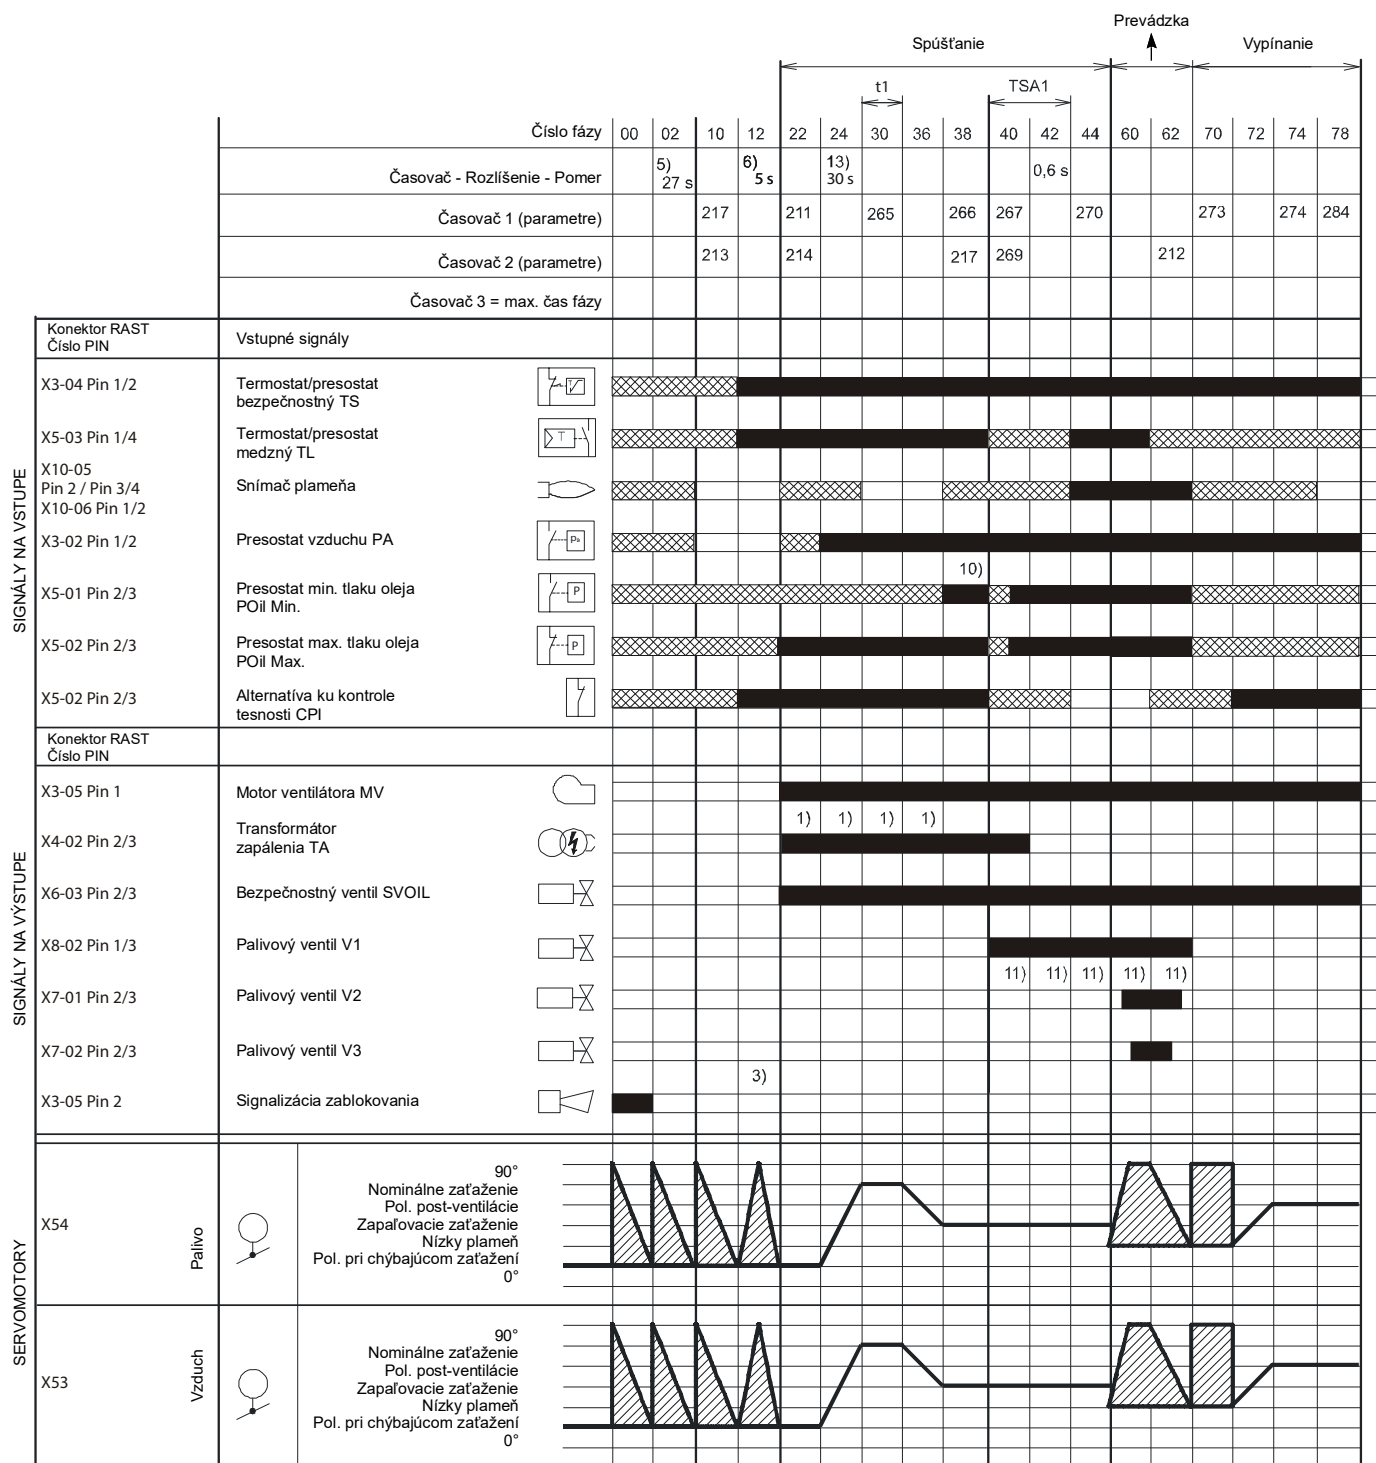 Prevádzka
Spúšťanie
Vypínanie
t1
TSA1
Číslo fázy 00 02 10 12 22 24 30 36 38 40 42 44 60 62 70 72 74 78
Časovač - Rozlíšenie - Pomer 5) 27 s 6) 5 s 13) 30 s 0,6 s
Časovač 1 (parametre) 217 211 265 266 267 270 273 274 284
Časovač 2 (parametre) 213 214 217 269 212
Časovač 3 = max. čas fázy
Konektor RAST
Číslo PIN
Vstupné signály
SIGNÁLY NA VSTUPE
X3-04 Pin 1/2
Termostat/presostat
bezpečnostný TS
X5-03 Pin 1/4
Termostat/presostat
medzný TL
T
X10-05
Pin 2 / Pin 3/4
X10-06 Pin 1/2
Snímač plameňa
X3-02 Pin 1/2
Presostat vzduchu PA
Pa
10)
X5-01 Pin 2/3
Presostat min. tlaku oleja
POil Min.
P
X5-02 Pin 2/3
Presostat max. tlaku oleja
POil Max.
P
X5-02 Pin 2/3
Alternatíva ku kontrole
tesnosti CPI
Konektor RAST
Číslo PIN
SIGNÁLY NA VÝSTUPE
X3-05 Pin 1
Motor ventilátora MV
1) 1) 1) 1)
X4-02 Pin 2/3
Transformátor
zapálenia TA
X6-03 Pin 2/3
Bezpečnostný ventil SVOIL
X8-02 Pin 1/3
Palivový ventil V1
11) 11) 11) 11) 11)
X7-01 Pin 2/3
Palivový ventil V2
X7-02 Pin 2/3
Palivový ventil V3
3)
X3-05 Pin 2
Signalizácia zablokovania
SERVOMOTORY
X54
Palivo
90°
Nominálne zaťaženie
Pol. post-ventilácie
Zapaľovacie zaťaženie
Nízky plameň
Pol. pri chýbajúcom zaťažení
0°
X53
Vzduch
90°
Nominálne zaťaženie
Pol. post-ventilácie
Zapaľovacie zaťaženie
Nízky plameň
Pol. pri chýbajúcom zaťažení
0°